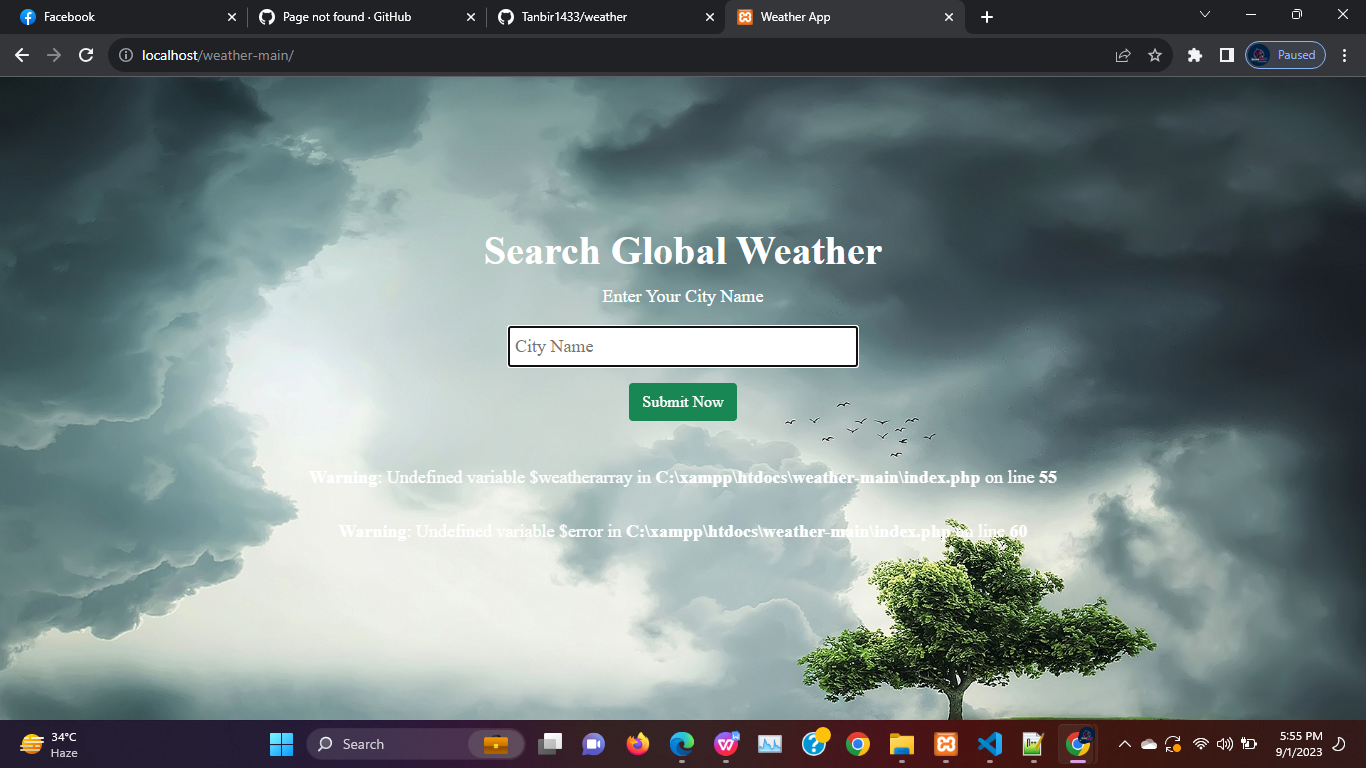 Facebook
Page not found · GitHub
Tanbir1433/weather
Weather App
localhost/weather-main/
Paused
Search Global Weather
Enter Your City Name
City Name
Submit Now
Warning: Undefined variable $weatherarray in C:\xampp\htdocs\weather-main\index.php on line 55
Warning: Undefined variable $error in C:\xampp\htdocs\weather-main\index.php on line 60
34°C
Haze
Search
5:55 PM
9/1/2023